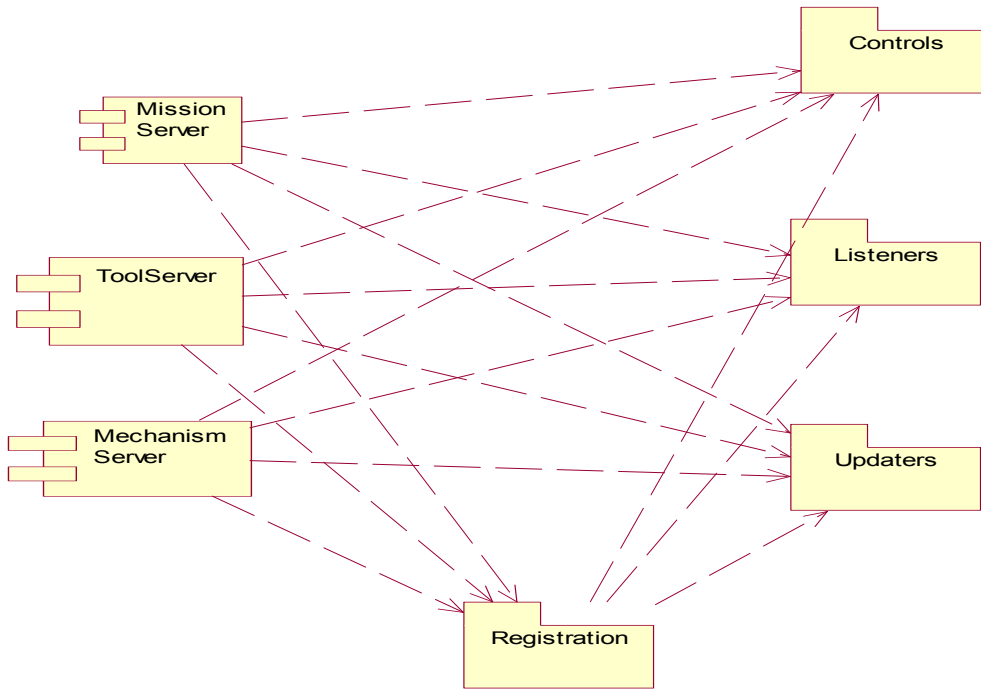 Controls
Mission
Server
Listeners
ToolServer
Mechanism
Server
Updaters
Registration